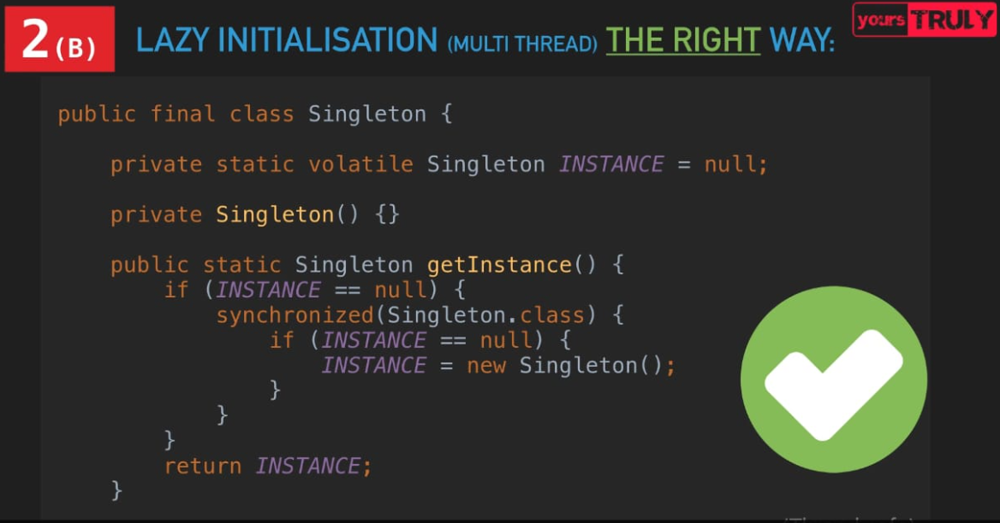 2 (B) LAZY INITIALISATION (MULTI THREAD) THE RIGHT WAY:
yours TRULY
public final class Singleton {
    private static volatile Singleton INSTANCE = null;
    private Singleton() {}
    public static Singleton getInstance() {
        if (INSTANCE == null) {
            synchronized(Singleton.class) {
                if (INSTANCE == null) {
                    INSTANCE = new Singleton();
                }
            }
        }
        return INSTANCE;
    }